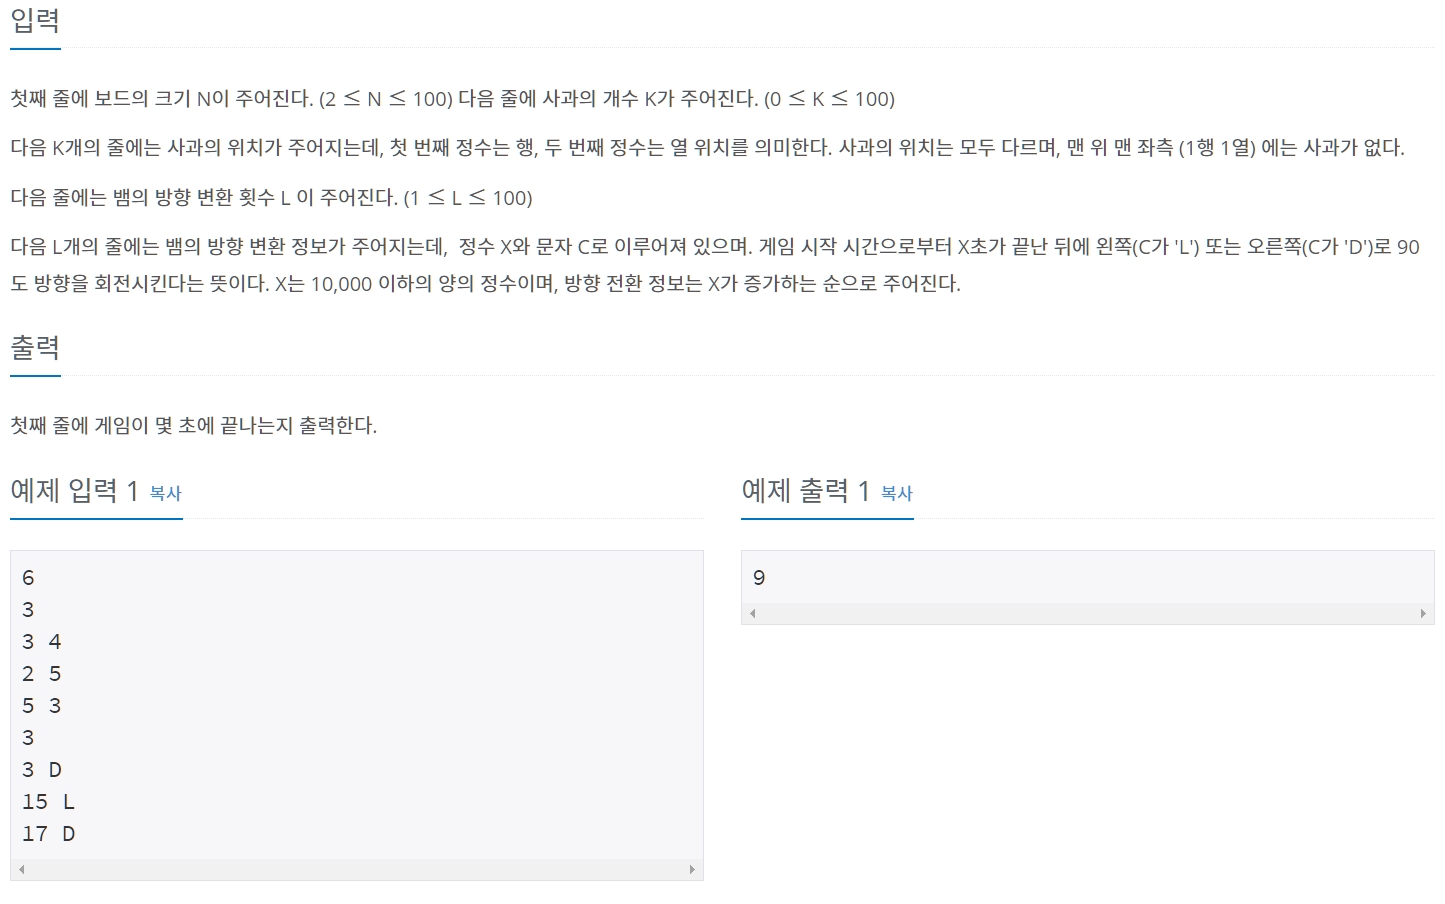 입력
첫째 줄에 보드의 크기 N이 주어진다. (2 ≤ N ≤ 100) 다음 줄에 사과의 개수 K가 주어진다. (0 ≤ K ≤ 100)
다음 K개의 줄에는 사과의 위치가 주어지는데, 첫 번째 정수는 행, 두 번째 정수는 열 위치를 의미한다. 사과의 위치는 모두 다르며, 맨 위 맨 좌측 (1행 1열) 에는 사과가 없다.
다음 줄에는 뱀의 방향 변환 횟수 L 이 주어진다. (1 ≤ L ≤ 100)
다음 L개의 줄에는 뱀의 방향 변환 정보가 주어지는데,  정수 X와 문자 C로 이루어져 있으며. 게임 시작 시간으로부터 X초가 끝난 뒤에 왼쪽(C가 'L') 또는 오른쪽(C가 'D')로 90
도 방향을 회전시킨다는 뜻이다. X는 10,000 이하의 양의 정수이며, 방향 전환 정보는 X가 증가하는 순으로 주어진다.
출력
첫째 줄에 게임이 몇 초에 끝나는지 출력한다.
예제 입력 1 복사
6
3
3 4
2 5
5 3
3
3 D
15 L
17 D
예제 출력 1 복사
9